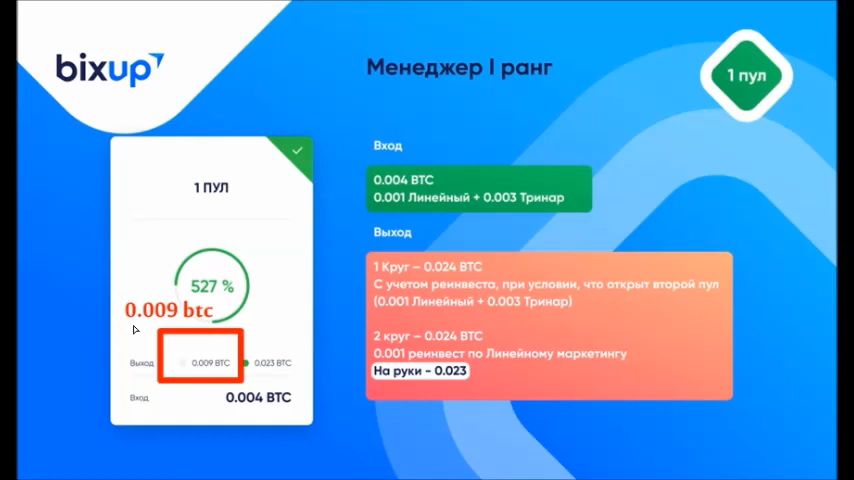 bixup
Менеджер I ранг
1 пул
1 ПУЛ
527 %
0.009 btc
Выход 0.009 BTC 0.023 BTC
Вход 0.004 BTC
Вход
0.004 BTC
0.001 Линейный + 0.003 Тринар
Выход
1 Круг – 0.024 BTC
С учетом реинвеста, при условии, что открыт второй пул
(0.001 Линейный + 0.003 Тринар)
2 круг – 0.024 BTC
0.001 реинвест по Линейному маркетингу
На руки - 0.023